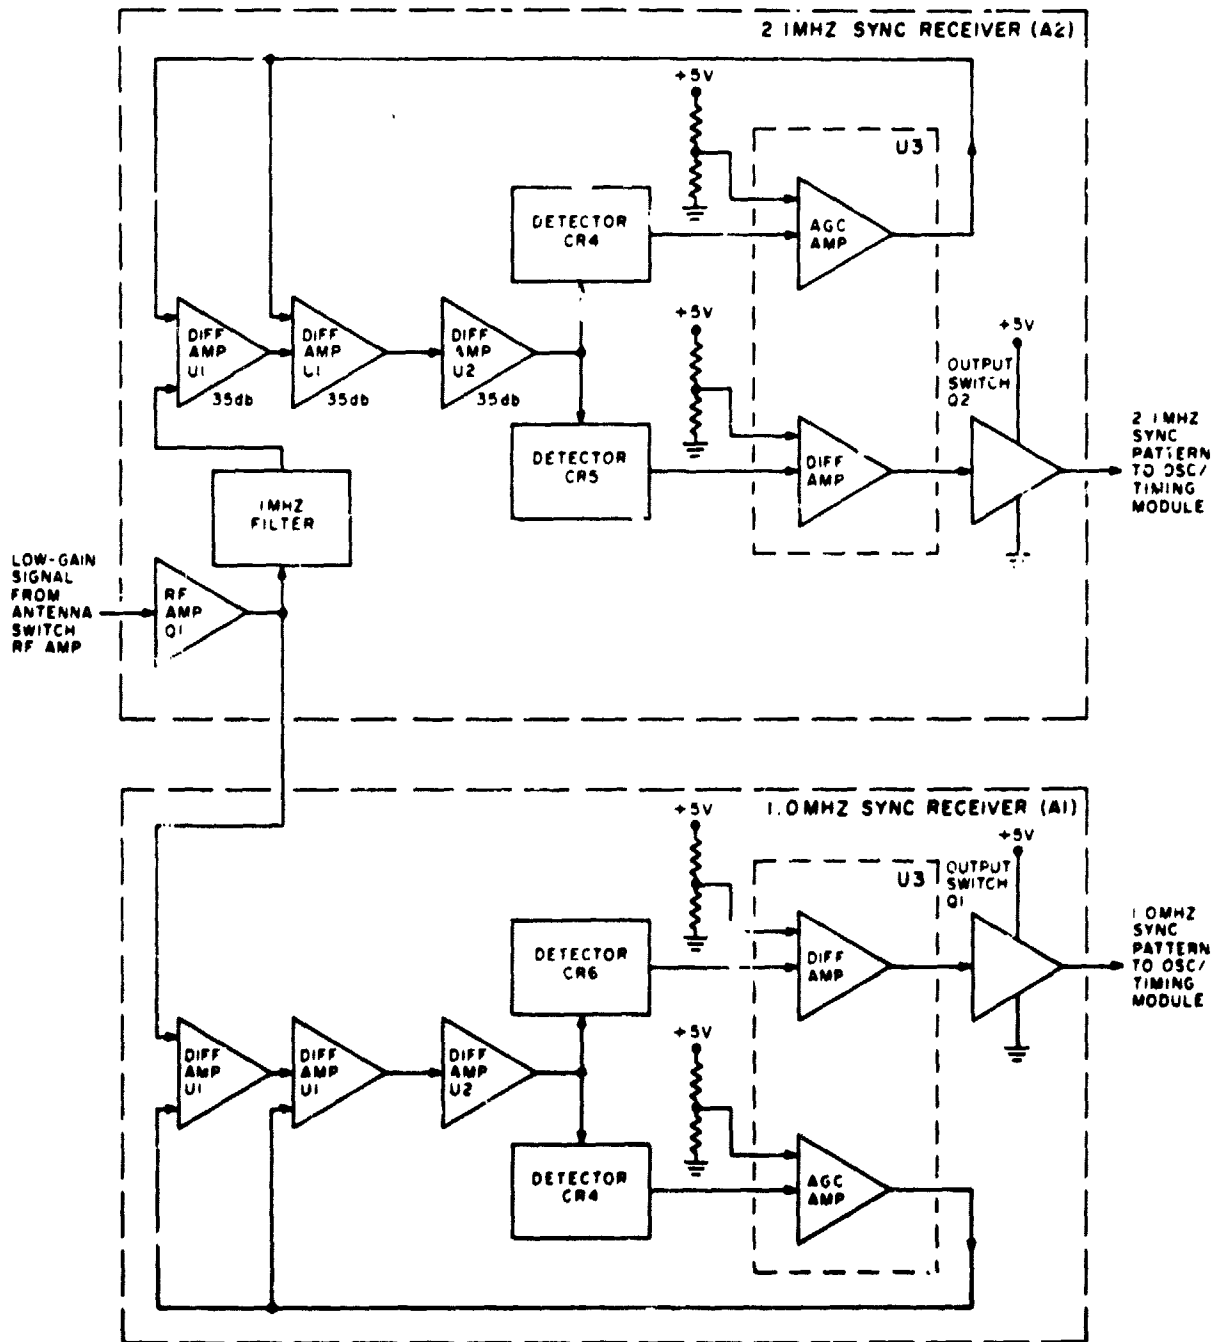 2.1MHZ SYNC RECEIVER (A2)
+5V
U3
DETECTOR
CR4
AGC
AMP
+5V
+5V
DIFF
AMP
U1
35db
DIFF
AMP
U1
35db
DIFF
AMP
U2
35db
OUTPUT
SWITCH
Q2
DETECTOR
CR5
DIFF
AMP
2.1MHZ
SYNC
PATTERN
TO OSC/
TIMING
MODULE
1MHZ
FILTER
LOW-GAIN
SIGNAL
FROM
ANTENNA
SWITCH
RF AMP
RF
AMP
Q1
1.0MHZ SYNC RECEIVER (A1)
+5V
+5V
U3
OUTPUT
SWITCH
Q1
DETECTOR
CR6
DIFF
AMP
1.0MHZ
SYNC
PATTERN
TO OSC/
TIMING
MODULE
+5V
DIFF
AMP
U1
DIFF
AMP
U1
DIFF
AMP
U2
DETECTOR
CR4
AGC
AMP